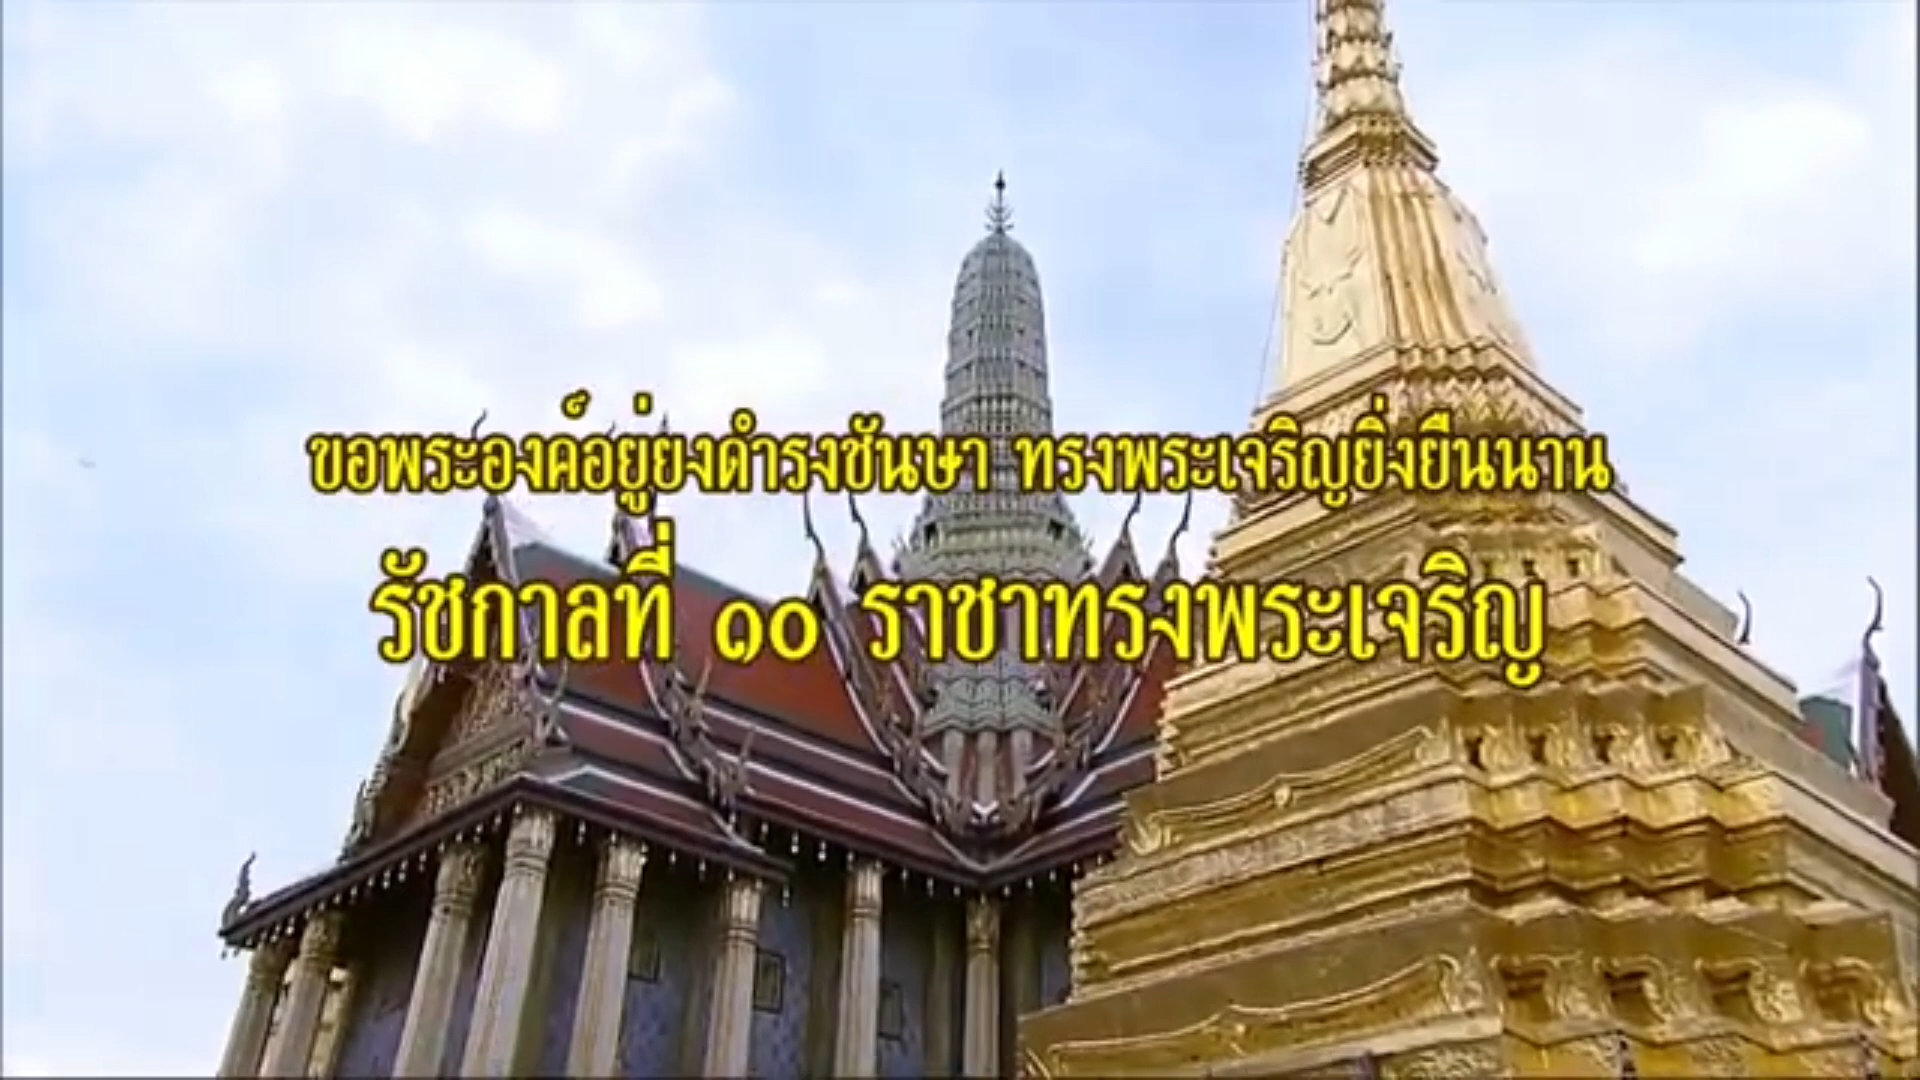 ขอพระองค์อยู่ยงดำรงชันษา ทรงพระเจริญยิ่งยืนนาน
รัชกาลที่ ๑๐ ราชาทรงพระเจริญ